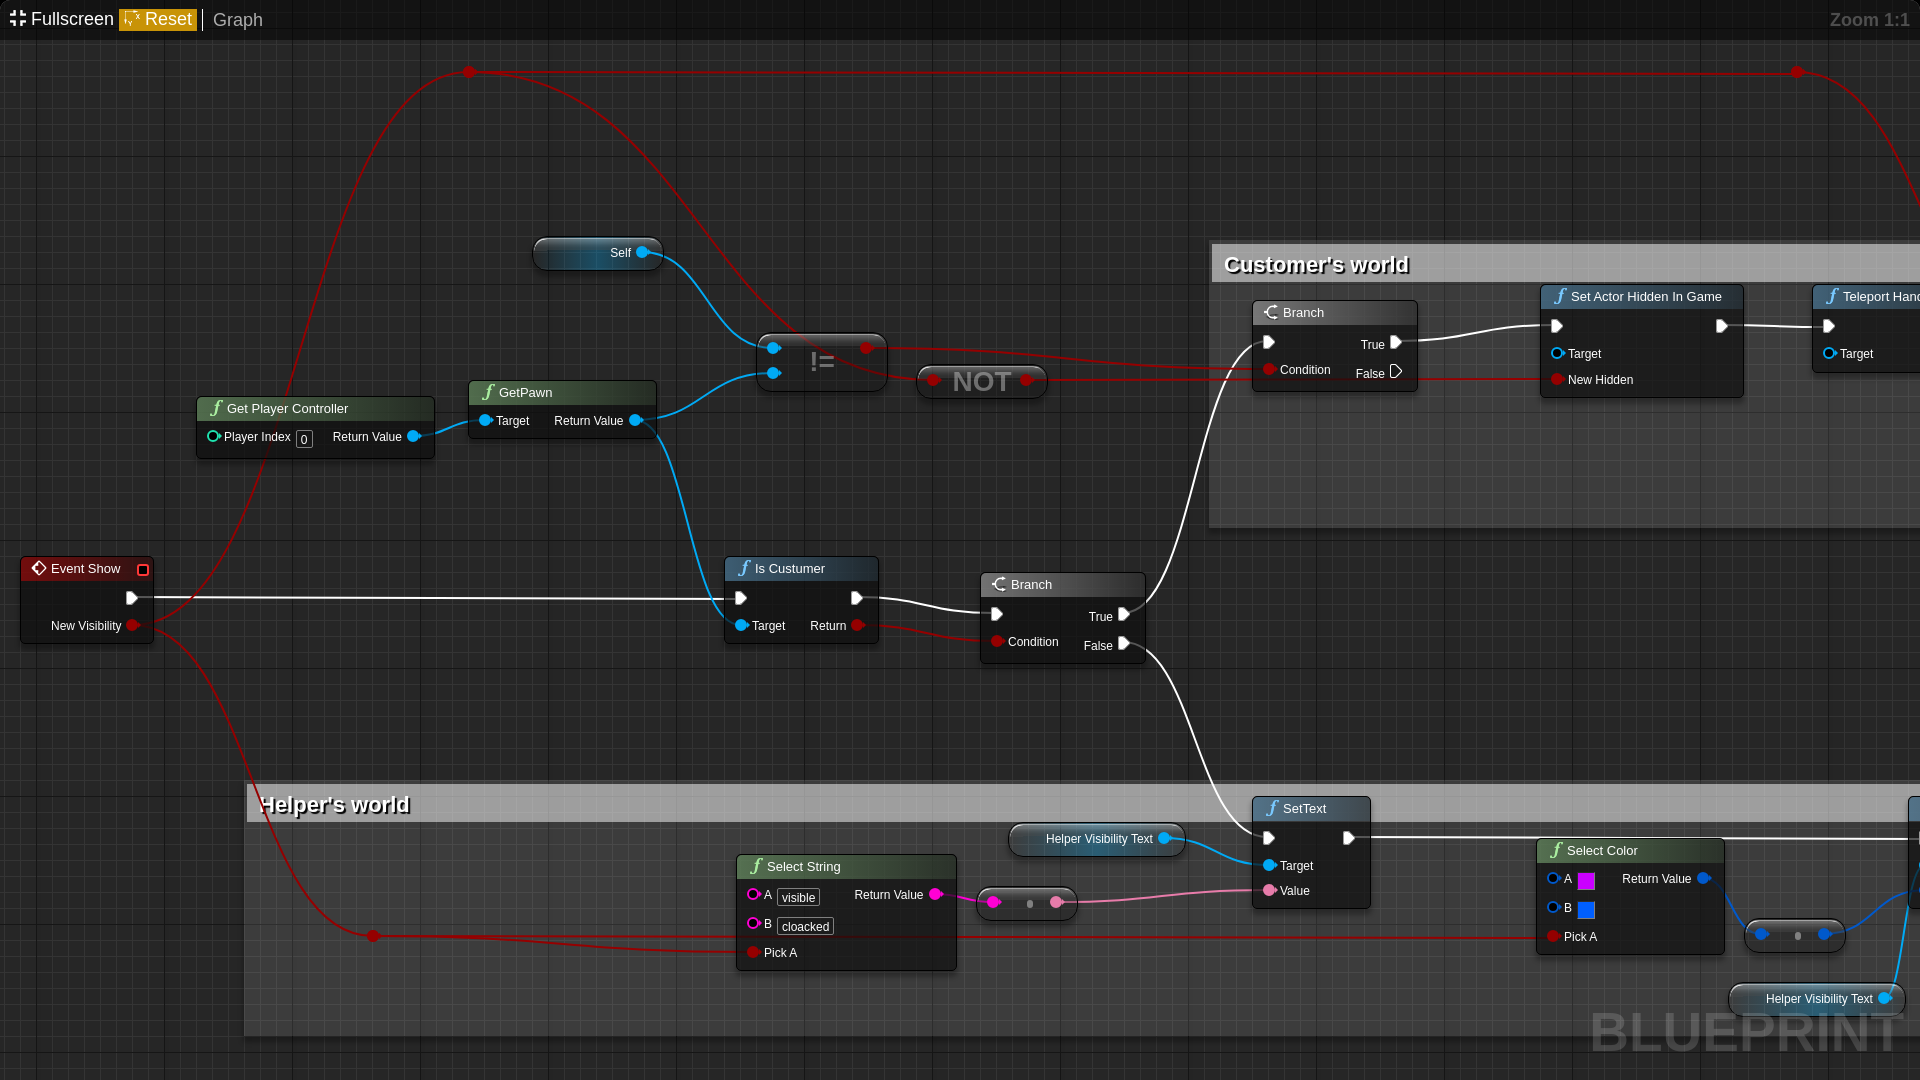 Fullscreen Reset Graph
Zoom 1:1
Self
Customer's world
Branch
True
Condition
False
Set Actor Hidden In Game
Target
New Hidden
Teleport Hand
Target
!=
NOT
GetPawn
Target Return Value
Get Player Controller
Player Index 0 Return Value
Event Show
New Visibility
Is Custumer
Target Return
Branch
True
Condition
False
Helper's world
SetText
Target
Value
Helper Visibility Text
Select String
A visible Return Value
B cloacked
Pick A
Select Color
A Return Value
B
Pick A
Helper Visibility Text
BLUEPRINT